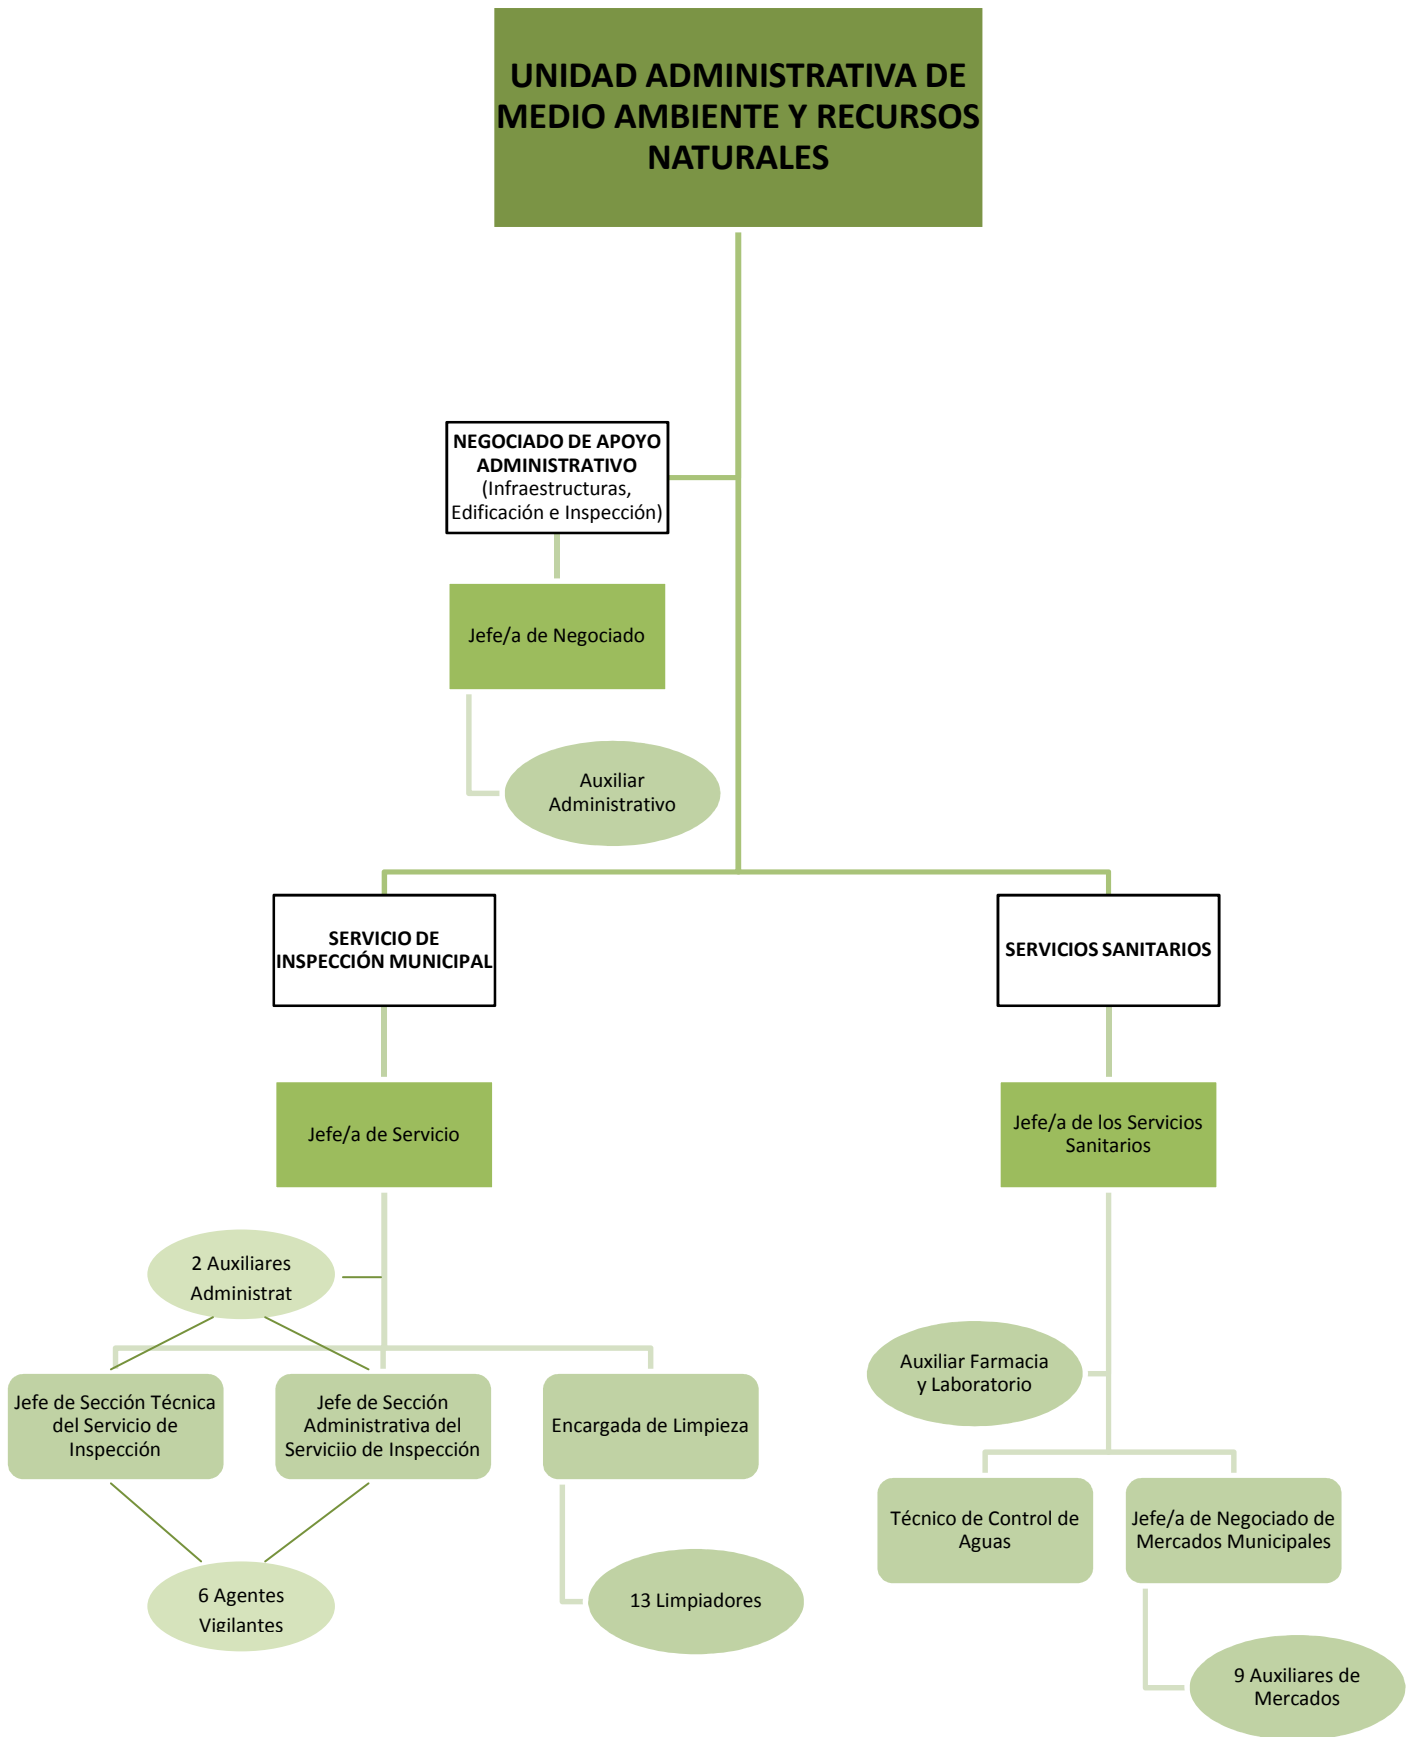 UNIDAD ADMINISTRATIVA DE
MEDIO AMBIENTE Y RECURSOS
NATURALES
NEGOCIADO DE APOYO
ADMINISTRATIVO
(Infraestructuras,
Edificación e Inspección)
Jefe/a de Negociado
Auxiliar
Administrativo
SERVICIO DE
INSPECCIÓN MUNICIPAL
SERVICIOS SANITARIOS
Jefe/a de Servicio
Jefe/a de los Servicios
Sanitarios
2 Auxiliares
Administrat
Auxiliar Farmacia
y Laboratorio
Jefe de Sección Técnica
del Servicio de
Inspección
Jefe de Sección
Administrativa del
Serviciio de Inspección
Encargada de Limpieza
Técnico de Control de
Aguas
Jefe/a de Negociado de
Mercados Municipales
6 Agentes
Vigilantes
13 Limpiadores
9 Auxiliares de
Mercados